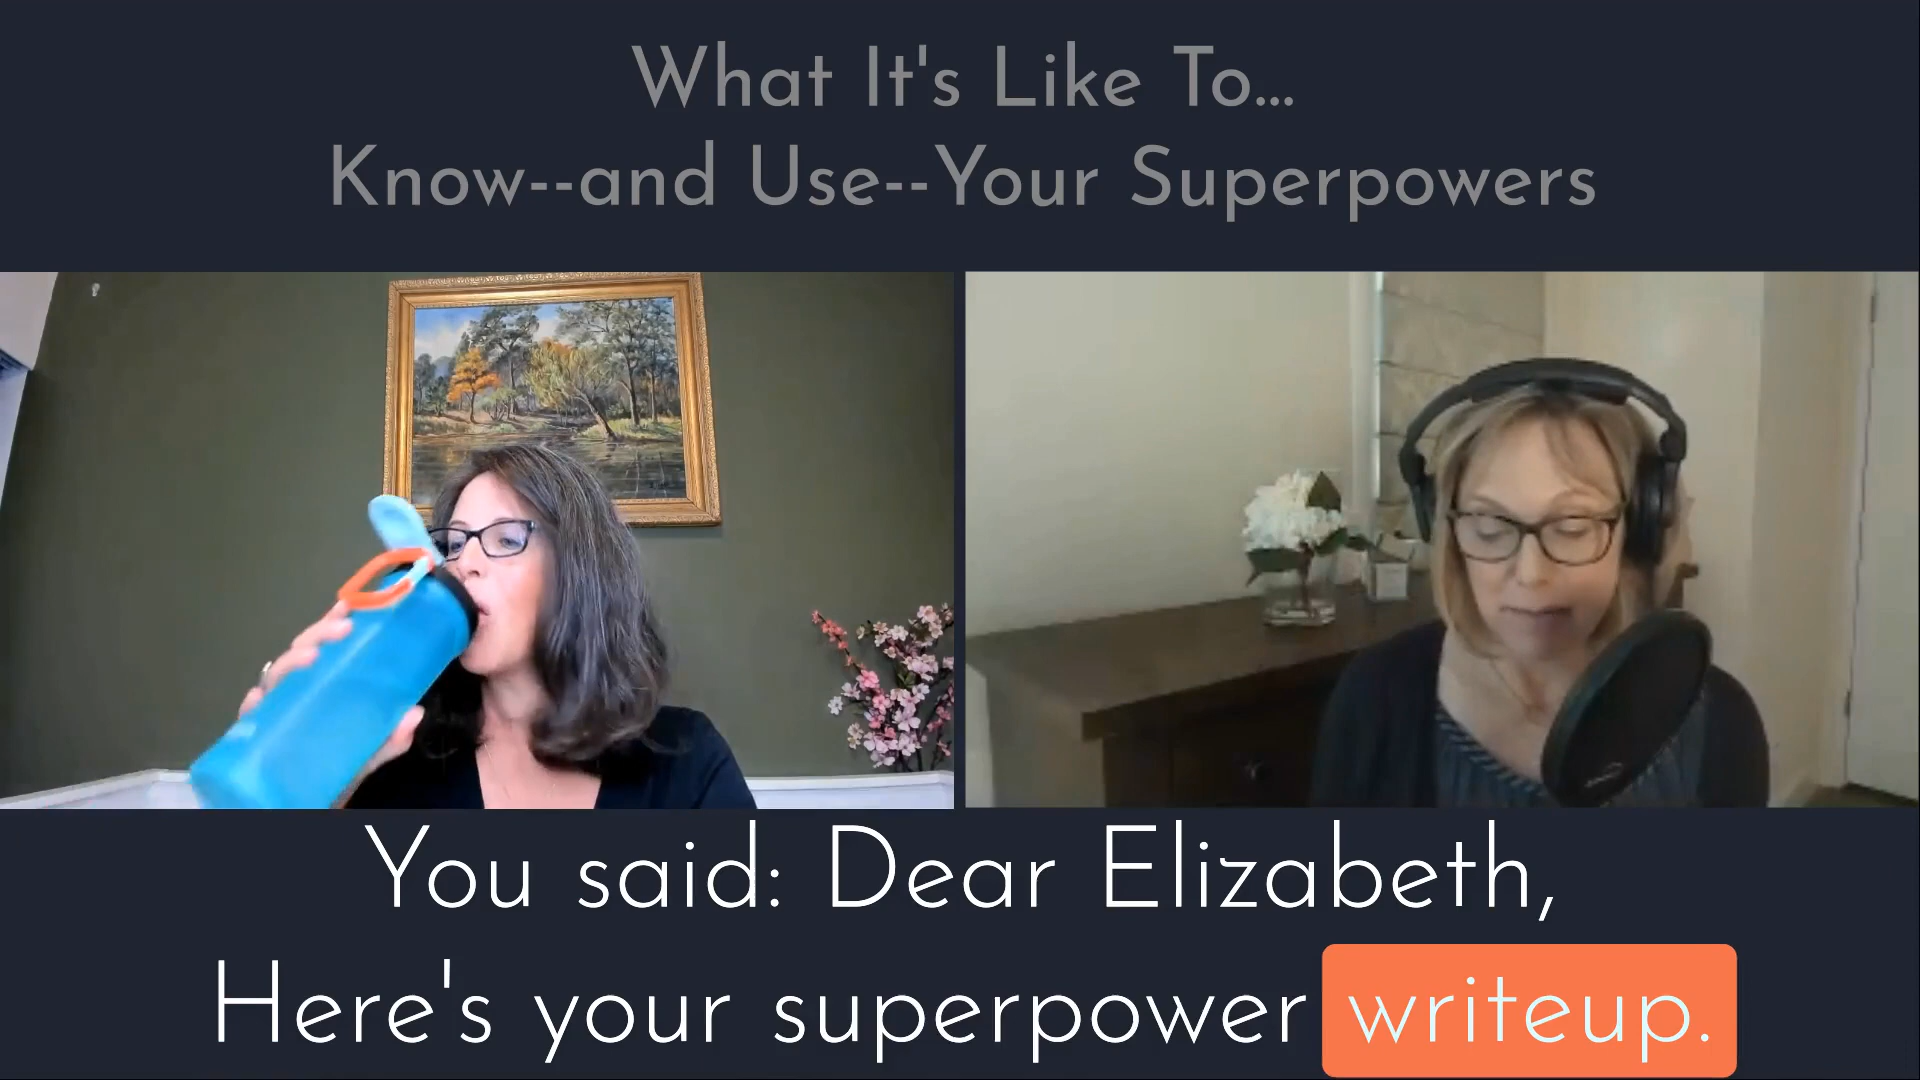 What It's Like To...
Know--and Use--Your Superpowers
You said: Dear Elizabeth,
Here's your superpower writeup.